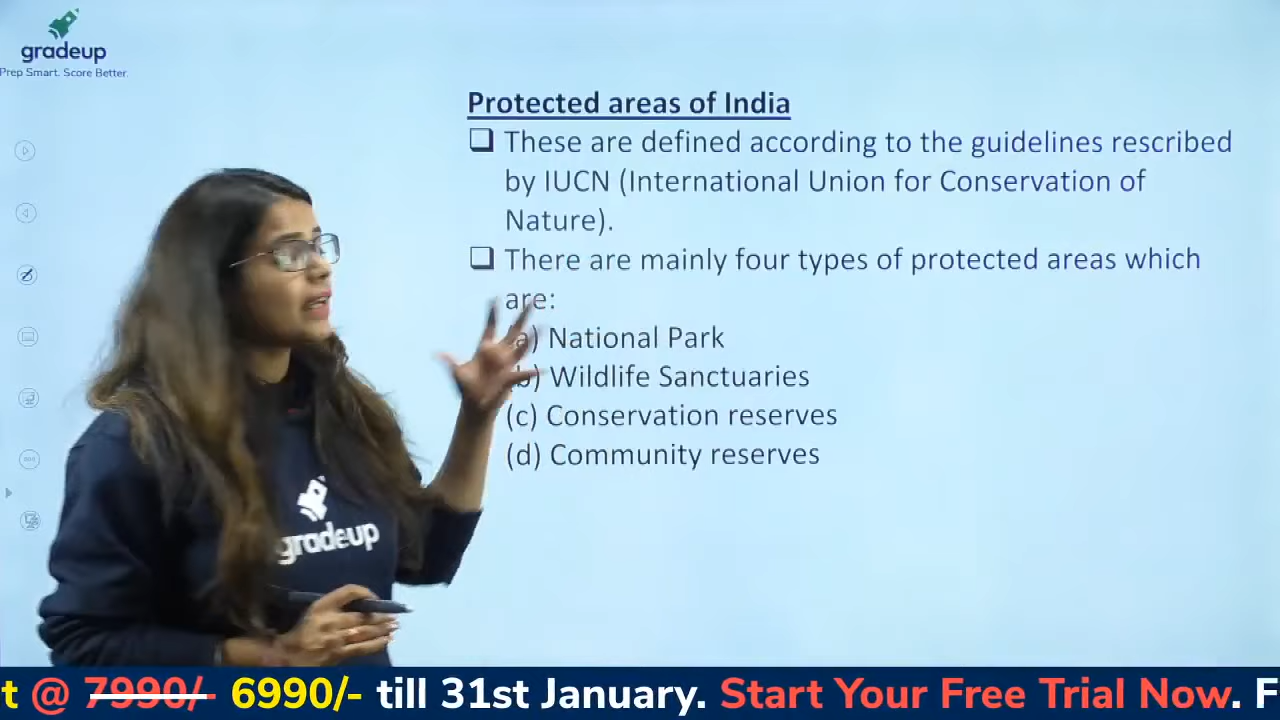 gradeup
Prep Smart. Score Better.
Protected areas of India
These are defined according to the guidelines rescribed
by IUCN (International Union for Conservation of
Nature).
There are mainly four types of protected areas which
are:
(a) National Park
(b) Wildlife Sanctuaries
(c) Conservation reserves
(d) Community reserves
gradeup
t @ 7990/- 6990/- till 31st January. Start Your Free Trial Now. F